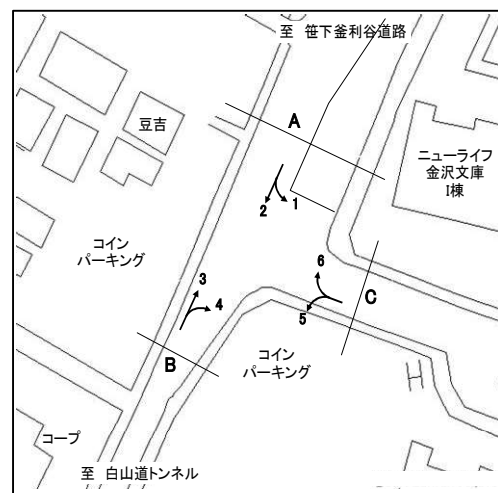 至 笹下釜利谷道路
A
豆吉
ニューライフ
金沢文庫
I棟
2
1
コイン
パーキング
6
3
4
5
C
B
コイン
パーキング
コープ
至 白山道トンネル